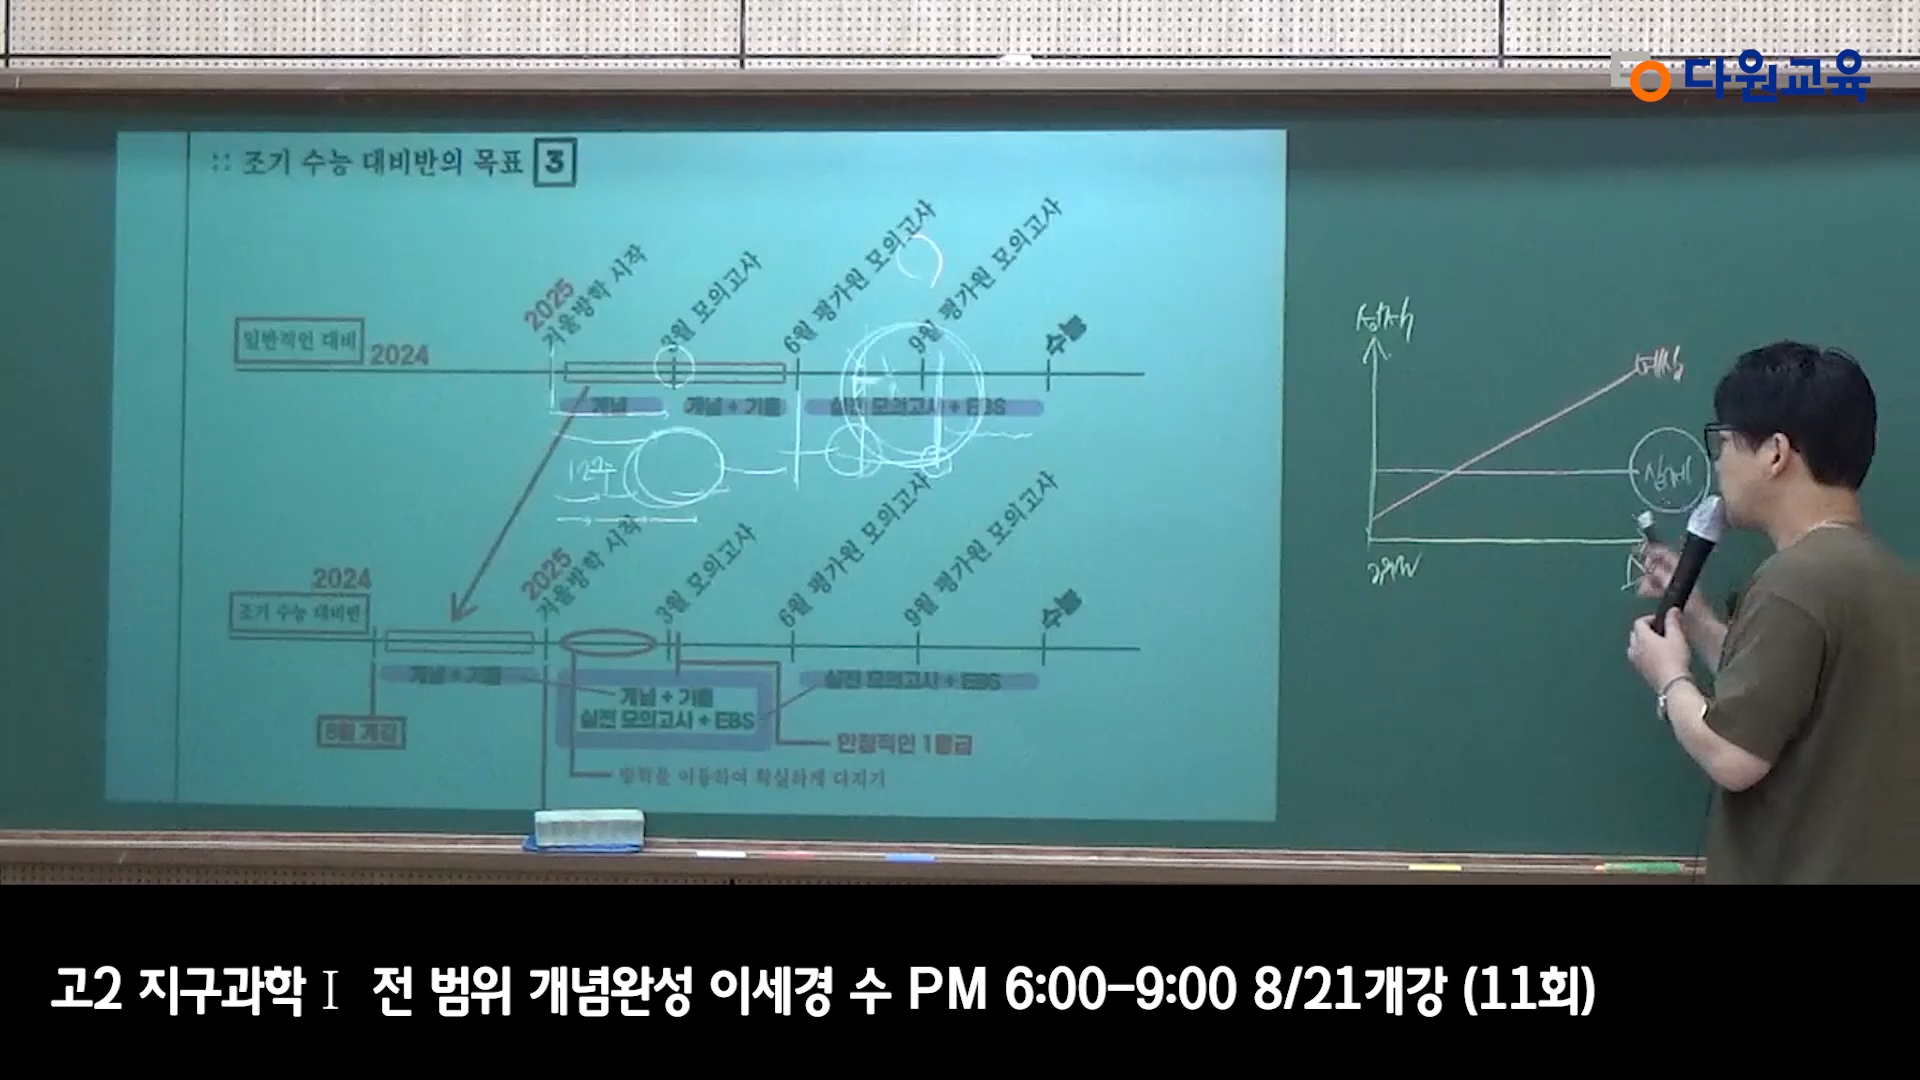 다원교육
:: 조기 수능 대비반의 목표 3
일반적인 대비
2024
2025
겨울방학 시작
3월 모의고사
6월 평가원 모의고사
9월 평가원 모의고사
수능
개념
개념 + 기출
실전 모의고사 + EBS
12주
성적
예상
실제
2024
조기 수능 대비반
2025
겨울방학 시작
3월 모의고사
6월 평가원 모의고사
9월 평가원 모의고사
수능
개념 + 기출
개념 + 기출
실전 모의고사 + EBS
실전 모의고사 + EBS
8월 개강
안정적인 1등급
방학을 이용하여 확실하게 다지기
고2 지구과학Ⅰ 전 범위 개념완성 이세경 수 PM 6:00-9:00 8/21개강 (11회)